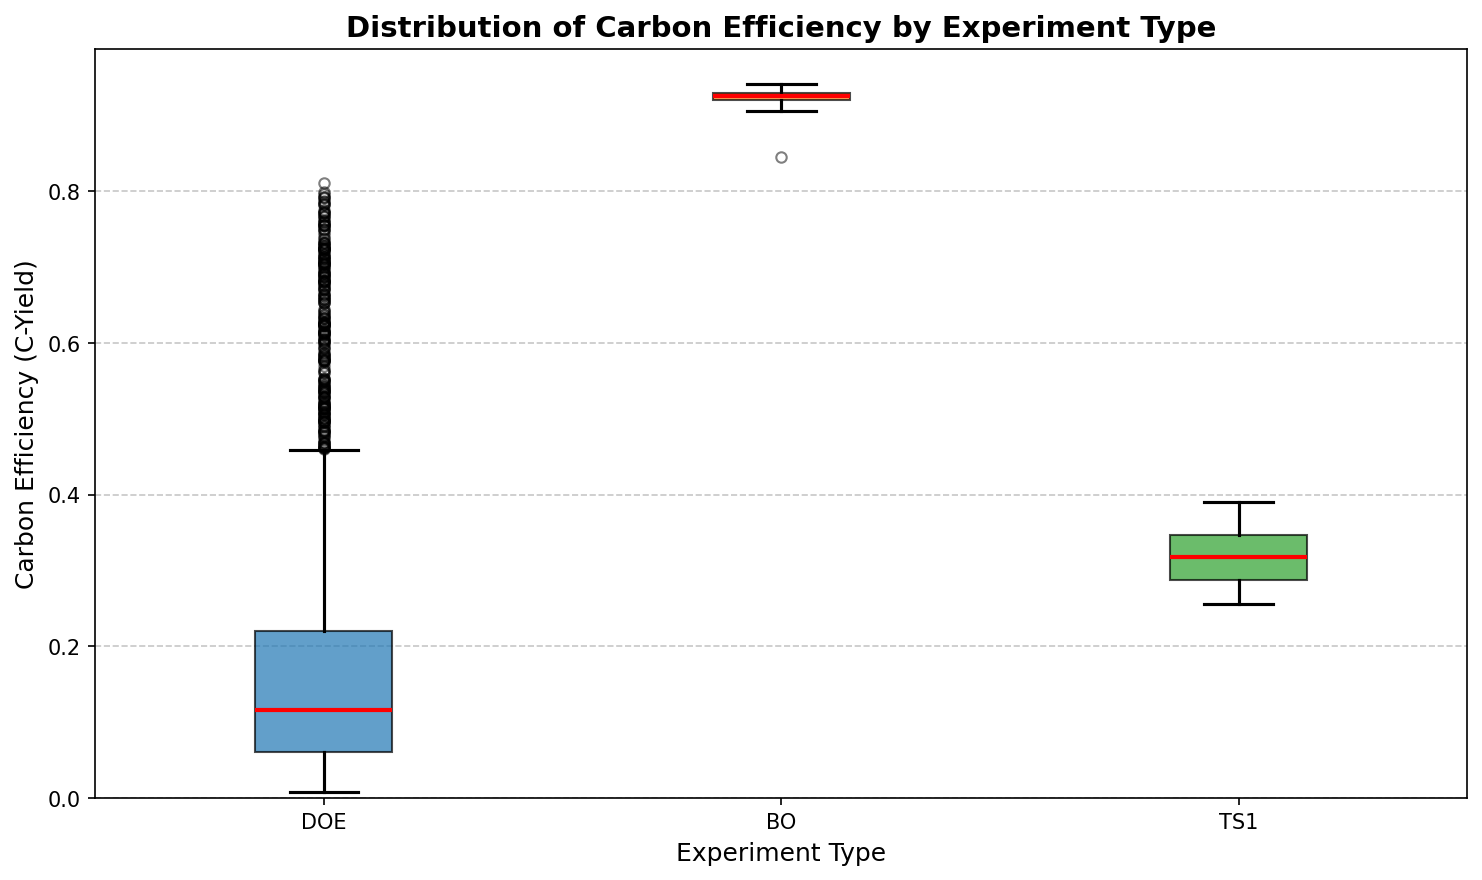 Distribution of Carbon Efficiency by Experiment Type
Carbon Efficiency (C-Yield)
0.8
0.6
0.4
0.2
0.0
DOE
BO
TS1
Experiment Type